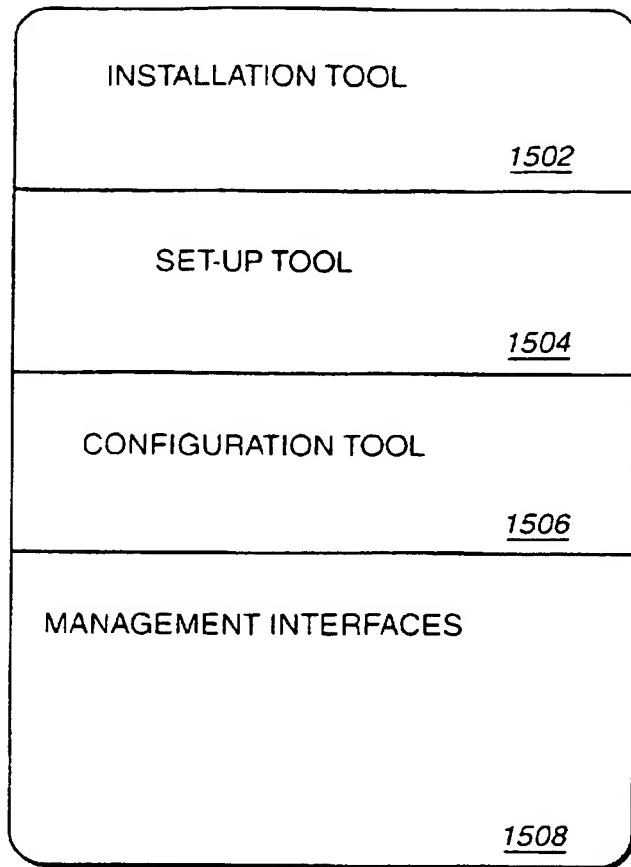 INSTALLATION TOOL
1502
SET-UP TOOL
1504
CONFIGURATION TOOL
1506
MANAGEMENT INTERFACES
1508